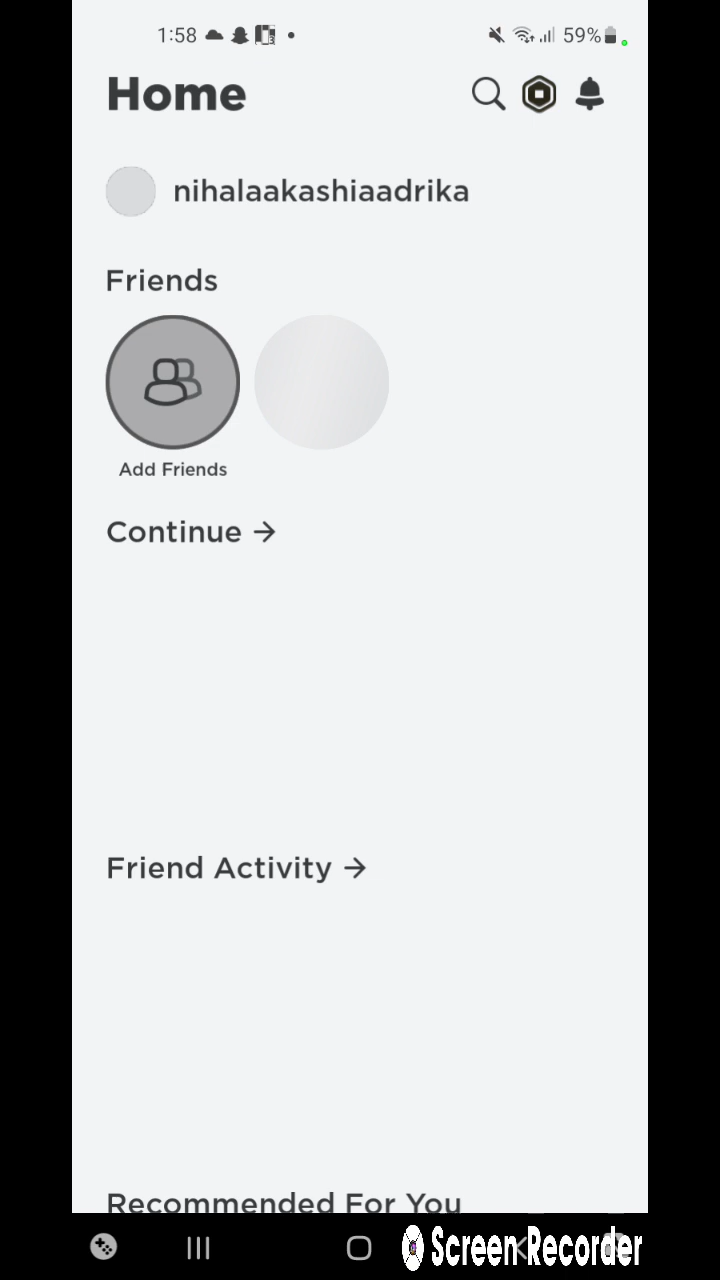 1:58 59%
Home
nihalaakashiaadrika
Friends
Add Friends
Continue →
Friend Activity →
Recommended For You
Screen Recorder